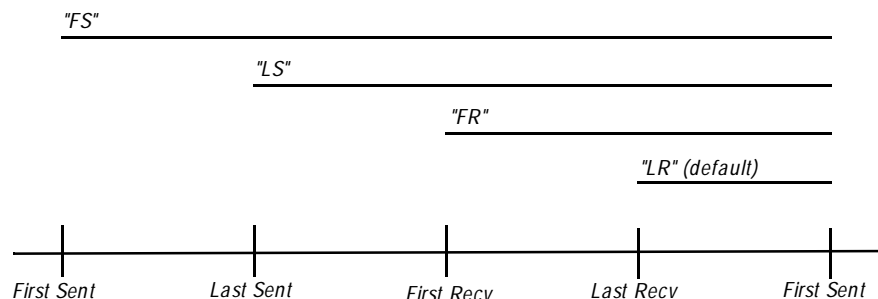 "FS"
"LS"
"FR"
"LR" (default)
First Sent Last Sent First Recv Last Recv First Sent